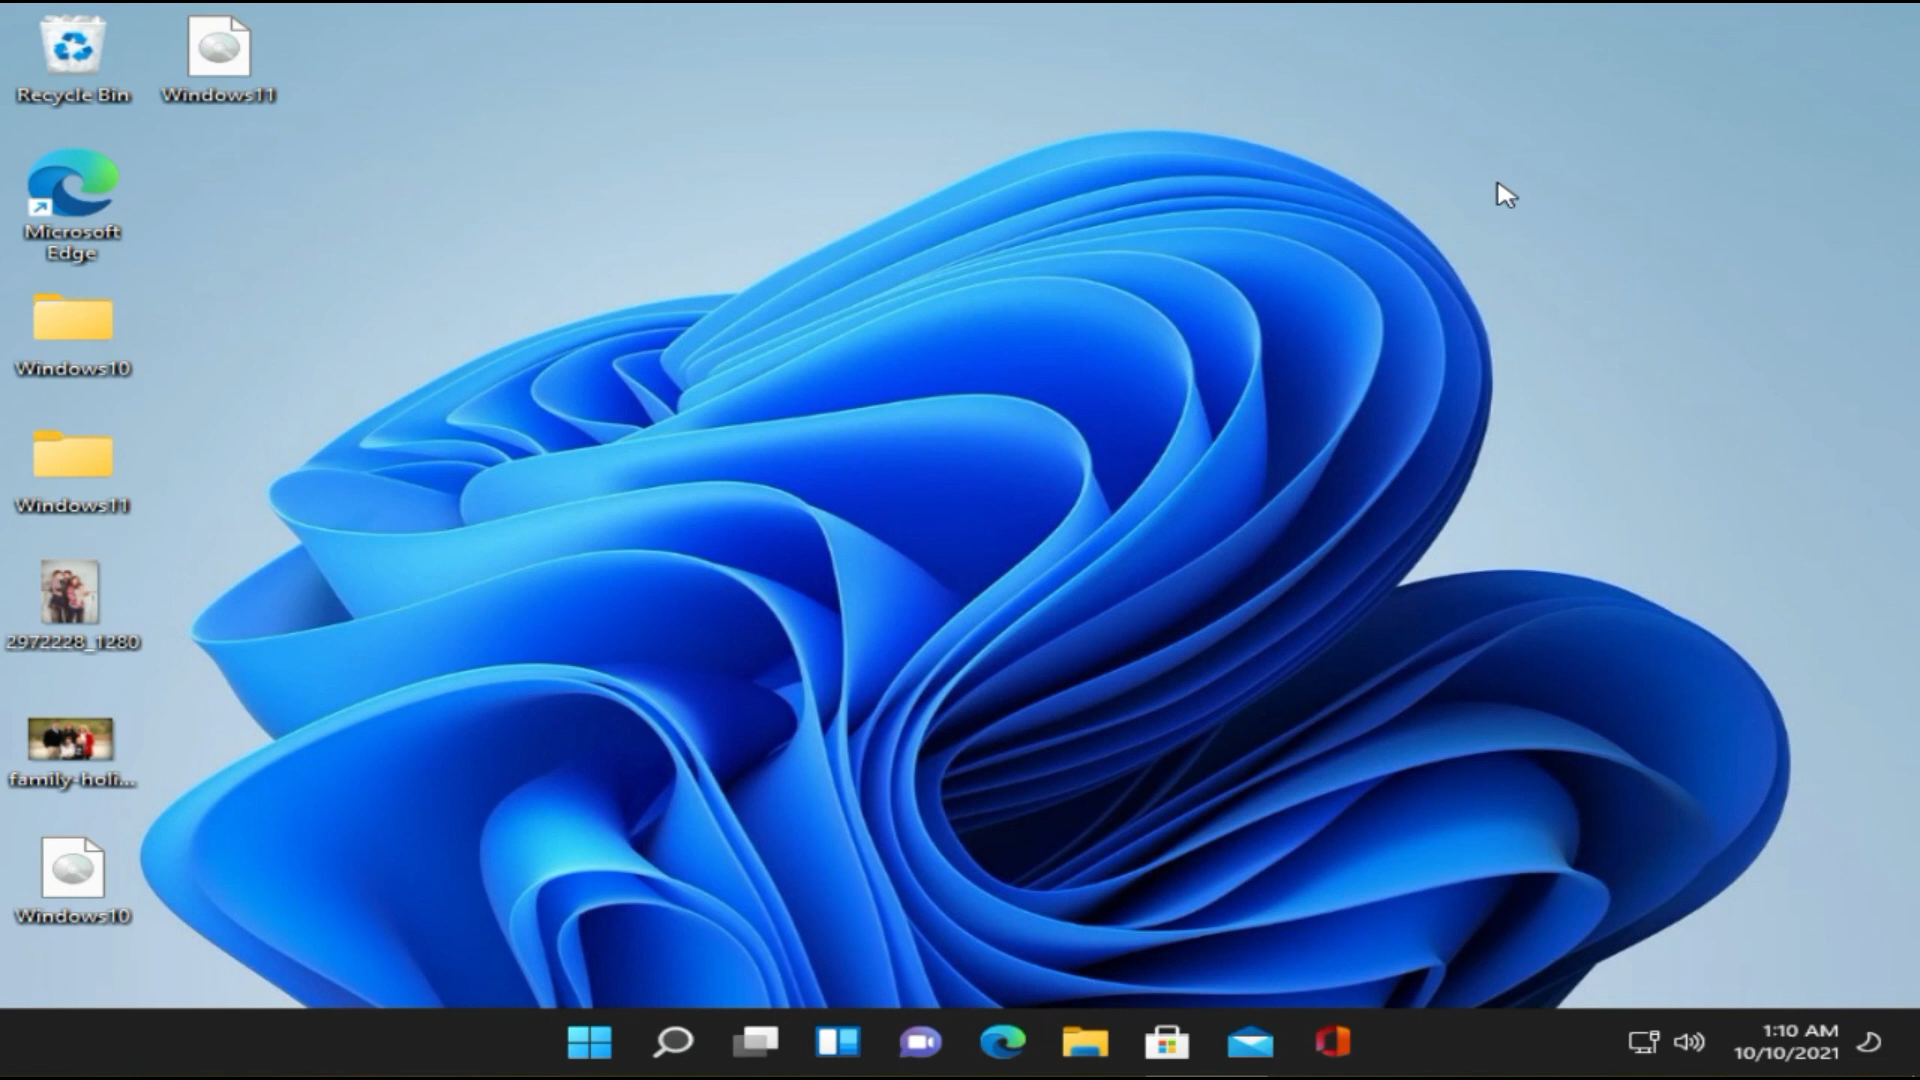 Recycle Bin
Windows11
Microsoft
Edge
Windows10
Windows11
2972228_1280
family-holi...
Windows10
1:10 AM
10/10/2021